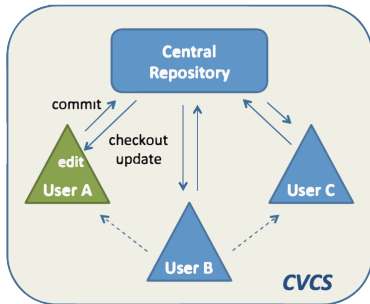 Central
Repository
commit
checkout
update
edit
User A
User C
User B
CVCS